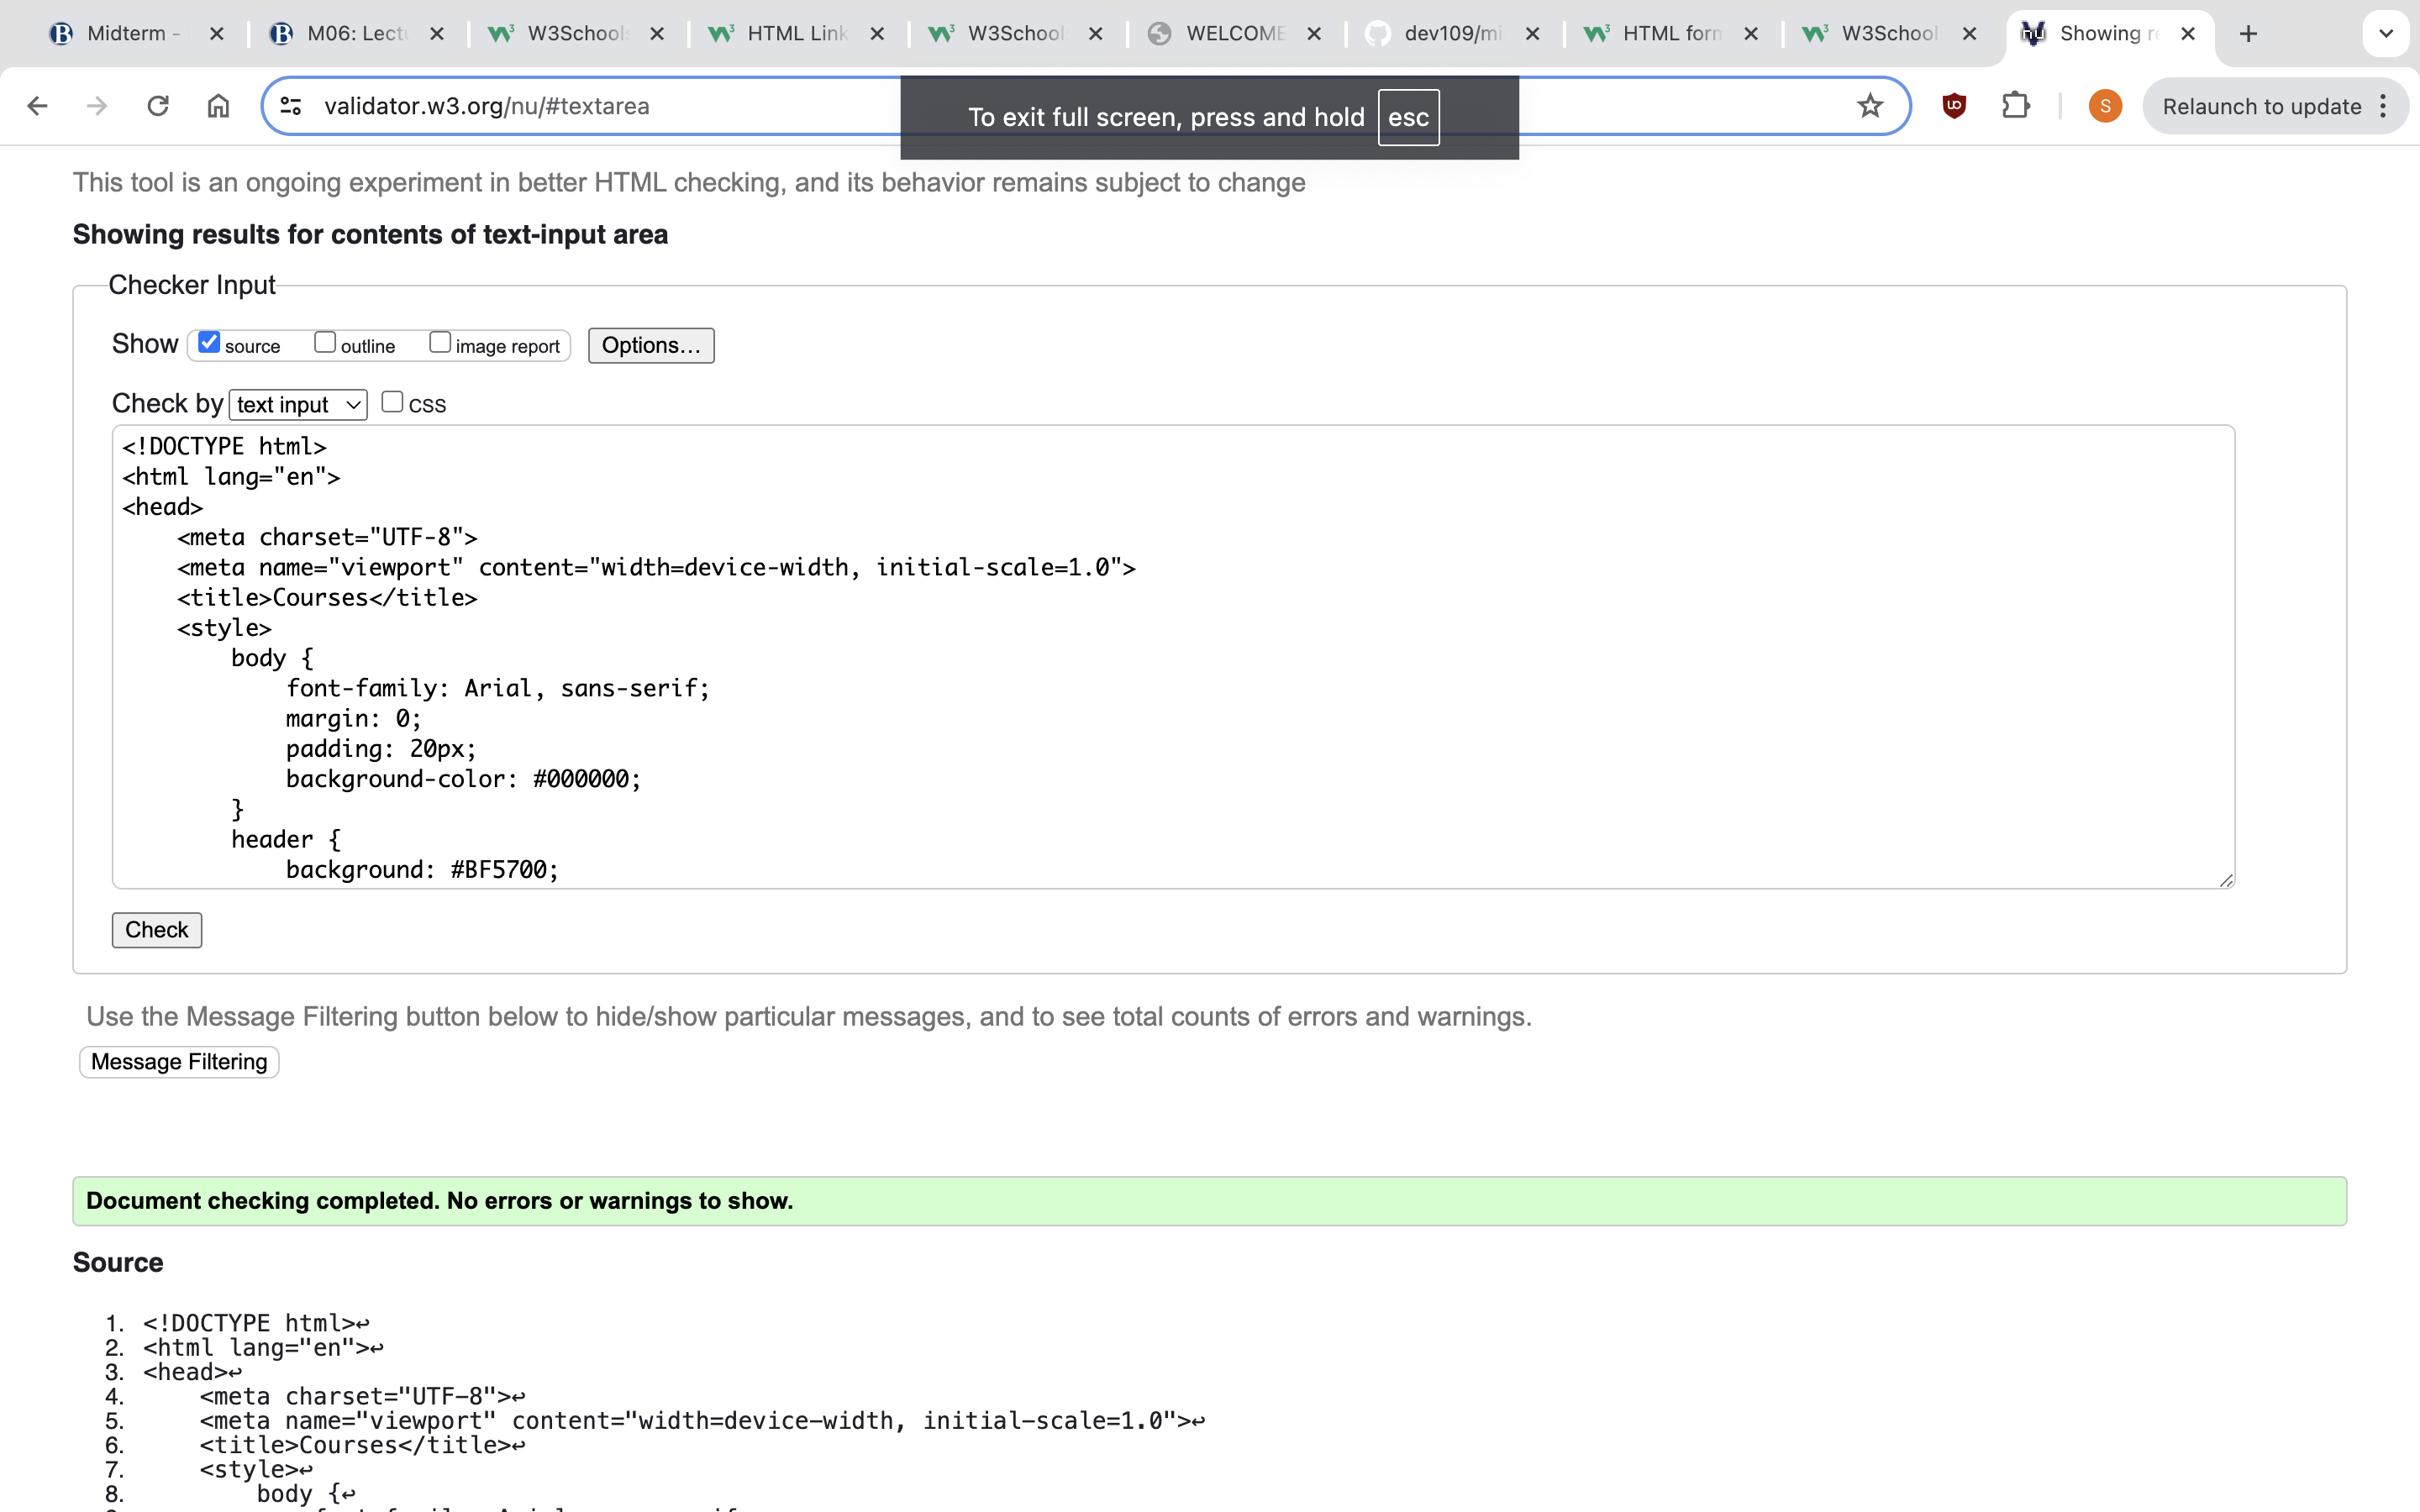 Midterm -
M06: Lect
W3School
HTML Link
W3School
WELCOME
dev109/mi
HTML form
W3School
Showing re
validator.w3.org/nu/#textarea
To exit full screen, press and hold esc
S
Relaunch to update
This tool is an ongoing experiment in better HTML checking, and its behavior remains subject to change
Showing results for contents of text-input area
Checker Input
Show source outline image report Options...
Check by text input CSS
<!DOCTYPE html>
<html lang="en">
<head>
    <meta charset="UTF-8">
    <meta name="viewport" content="width=device-width, initial-scale=1.0">
    <title>Courses</title>
    <style>
        body {
            font-family: Arial, sans-serif;
            margin: 0;
            padding: 20px;
            background-color: #000000;
        }
        header {
            background: #BF5700;
Check
Use the Message Filtering button below to hide/show particular messages, and to see total counts of errors and warnings.
Message Filtering
Document checking completed. No errors or warnings to show.
Source
1. <!DOCTYPE html>↩
2. <html lang="en">↩
3. <head>↩
4.     <meta charset="UTF-8">↩
5.     <meta name="viewport" content="width=device-width, initial-scale=1.0">↩
6.     <title>Courses</title>↩
7.     <style>↩
8.         body {↩